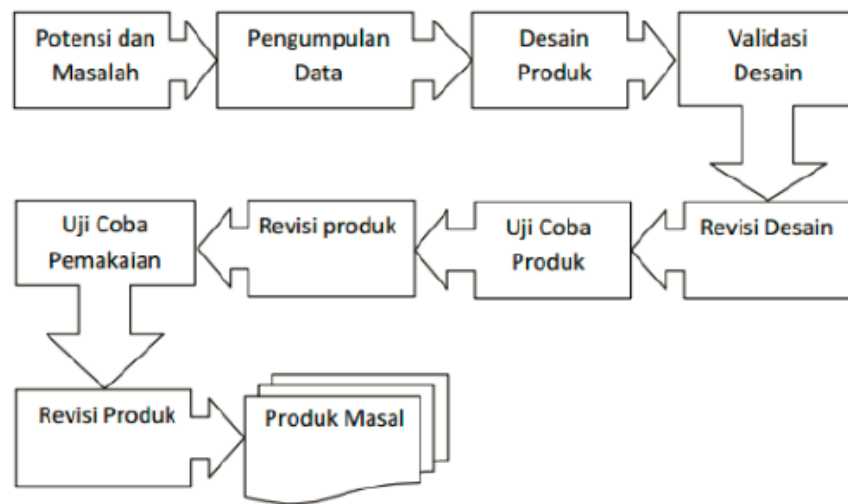 Potensi dan
Masalah
Pengumpulan
Data
Desain
Produk
Validasi
Desain
Revisi Desain
Uji Coba
Produk
Revisi produk
Uji Coba
Pemakaian
Revisi Produk
Produk Masal